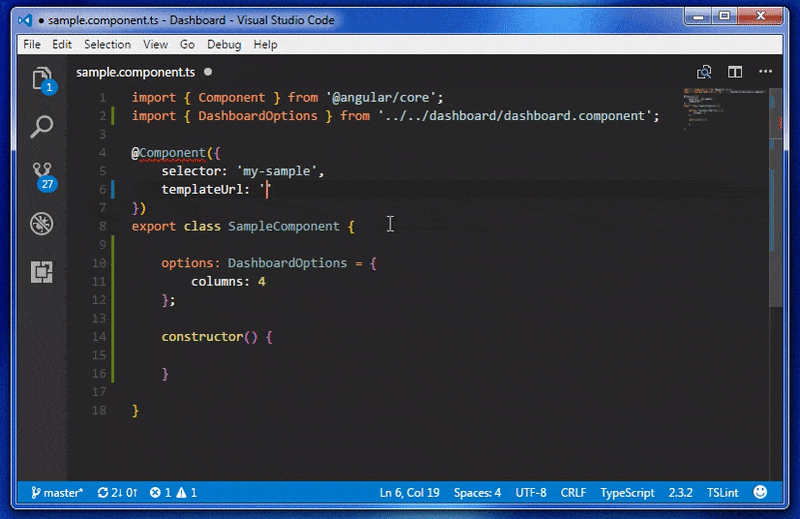 ● sample.component.ts - Dashboard - Visual Studio Code
File Edit Selection View Go Debug Help
sample.component.ts ●
1
27
1 import { Component } from '@angular/core';
2 import { DashboardOptions } from '../../dashboard/dashboard.component';
3
4 @Component({
5     selector: 'my-sample',
6     templateUrl: ''
7 })
8 export class SampleComponent {
9
10     options: DashboardOptions = {
11         columns: 4
12     };
13
14     constructor() {
15
16     }
17
18 }
master* 2↓ 0↑ 1 1 Ln 6, Col 19 Spaces: 4 UTF-8 CRLF TypeScript 2.3.2 TSLint